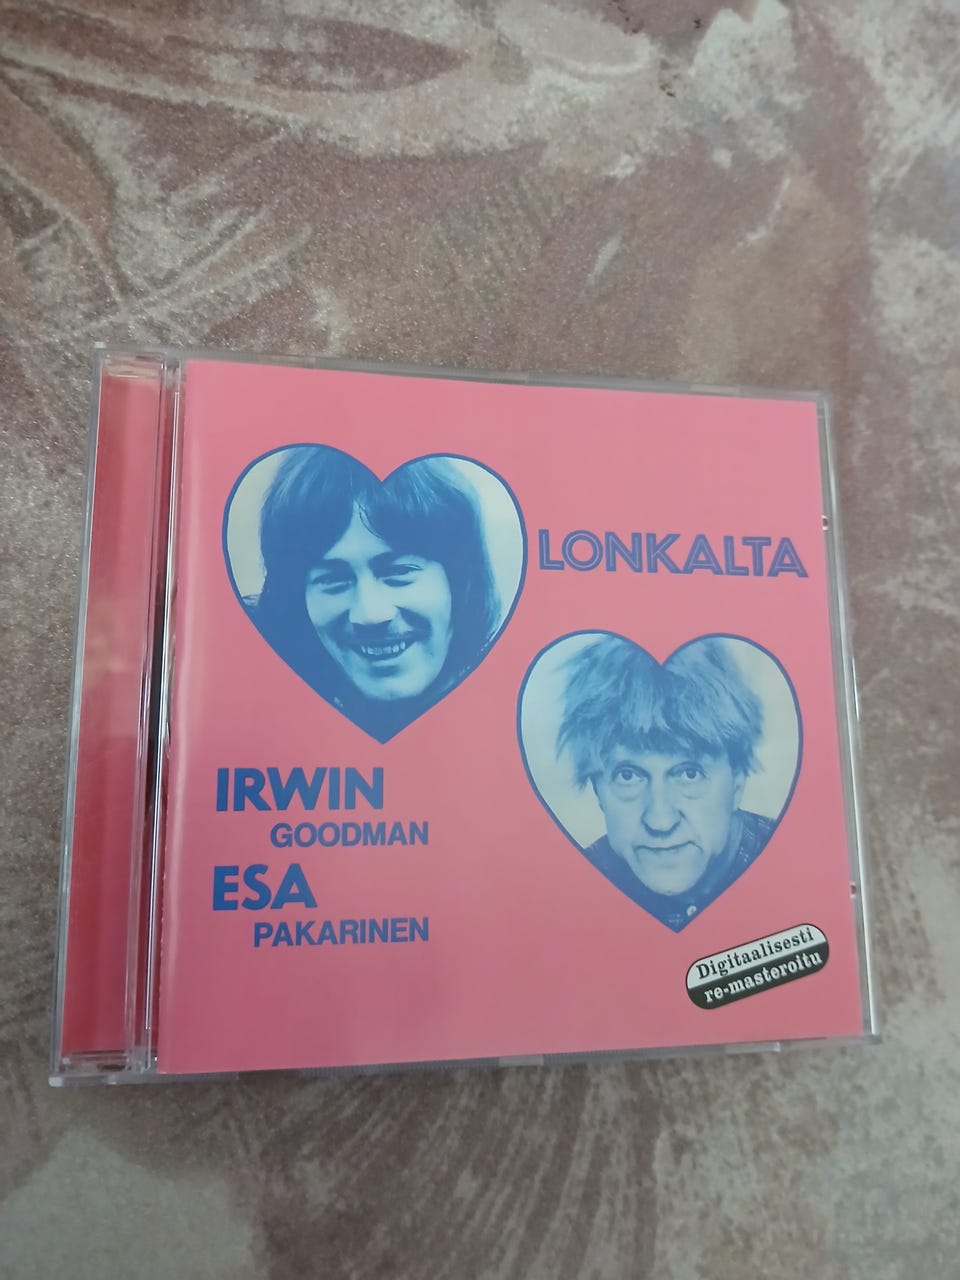 LONKALTA
IRWIN
GOODMAN
ESA
PAKARINEN
Digitaalisesti
re-masteroitu